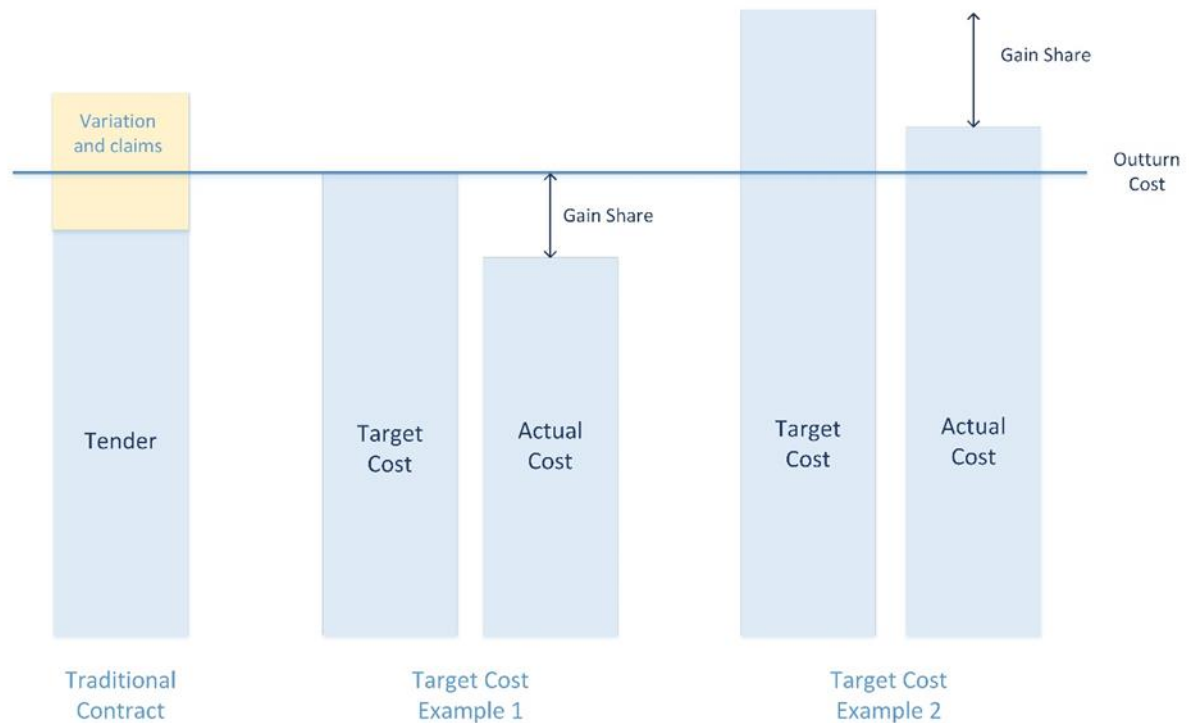 Gain Share
Variation
and claims
Outturn
Cost
Gain Share
Tender
Target
Cost
Actual
Cost
Target
Cost
Actual
Cost
Traditional
Contract
Target Cost
Example 1
Target Cost
Example 2